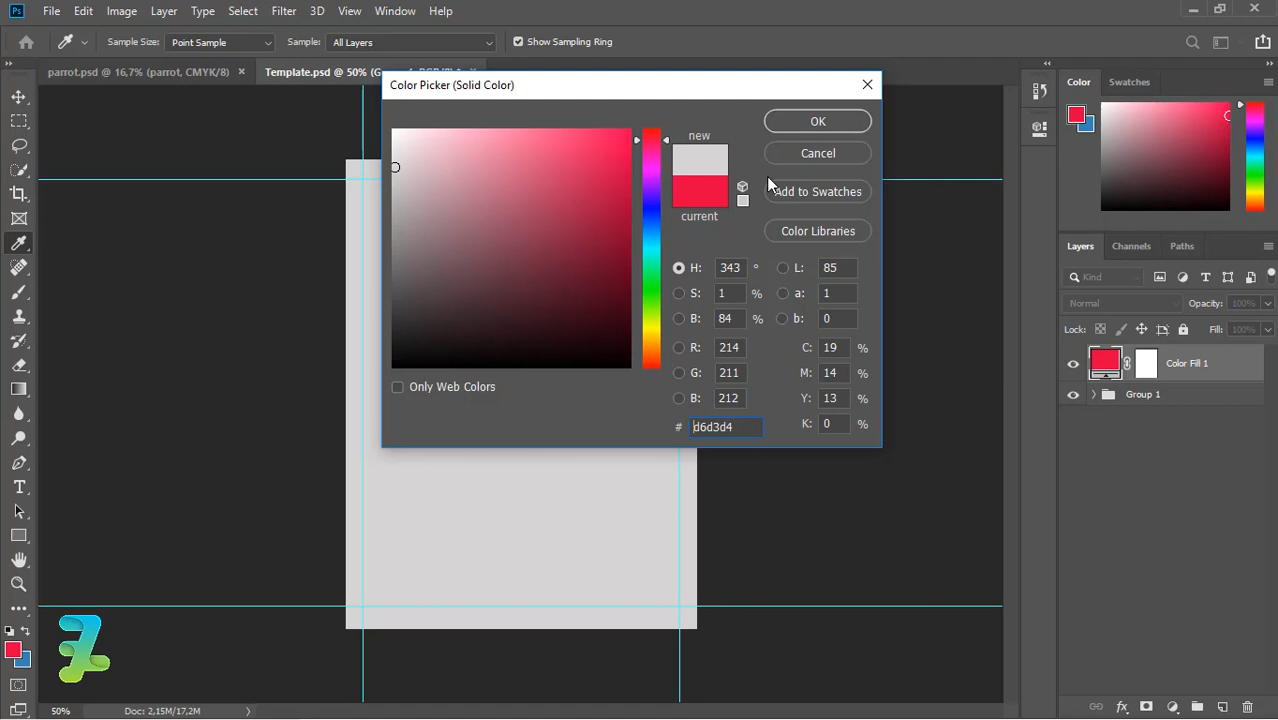 Ps File Edit Image Layer Type Select Filter 3D View Window Help
Sample Size: Point Sample Sample: All Layers Show Sampling Ring
parrot.psd @ 16,7% (parrot, CMYK/8) Template.psd @ 50%
Color Picker (Solid Color)
Color Swatches
new
OK
Cancel
Add to Swatches
current
Color Libraries
H: 343 ° L: 85
S: 1 % a: 1
B: 84 % b: 0
R: 214 C: 19 %
G: 211 M: 14 %
B: 212 Y: 13 %
# d6d3d4 K: 0 %
Only Web Colors
Layers Channels Paths
Kind
Normal Opacity: 100%
Lock: Fill: 100%
Color Fill 1
Group 1
50% Doc: 2,15M/17,2M